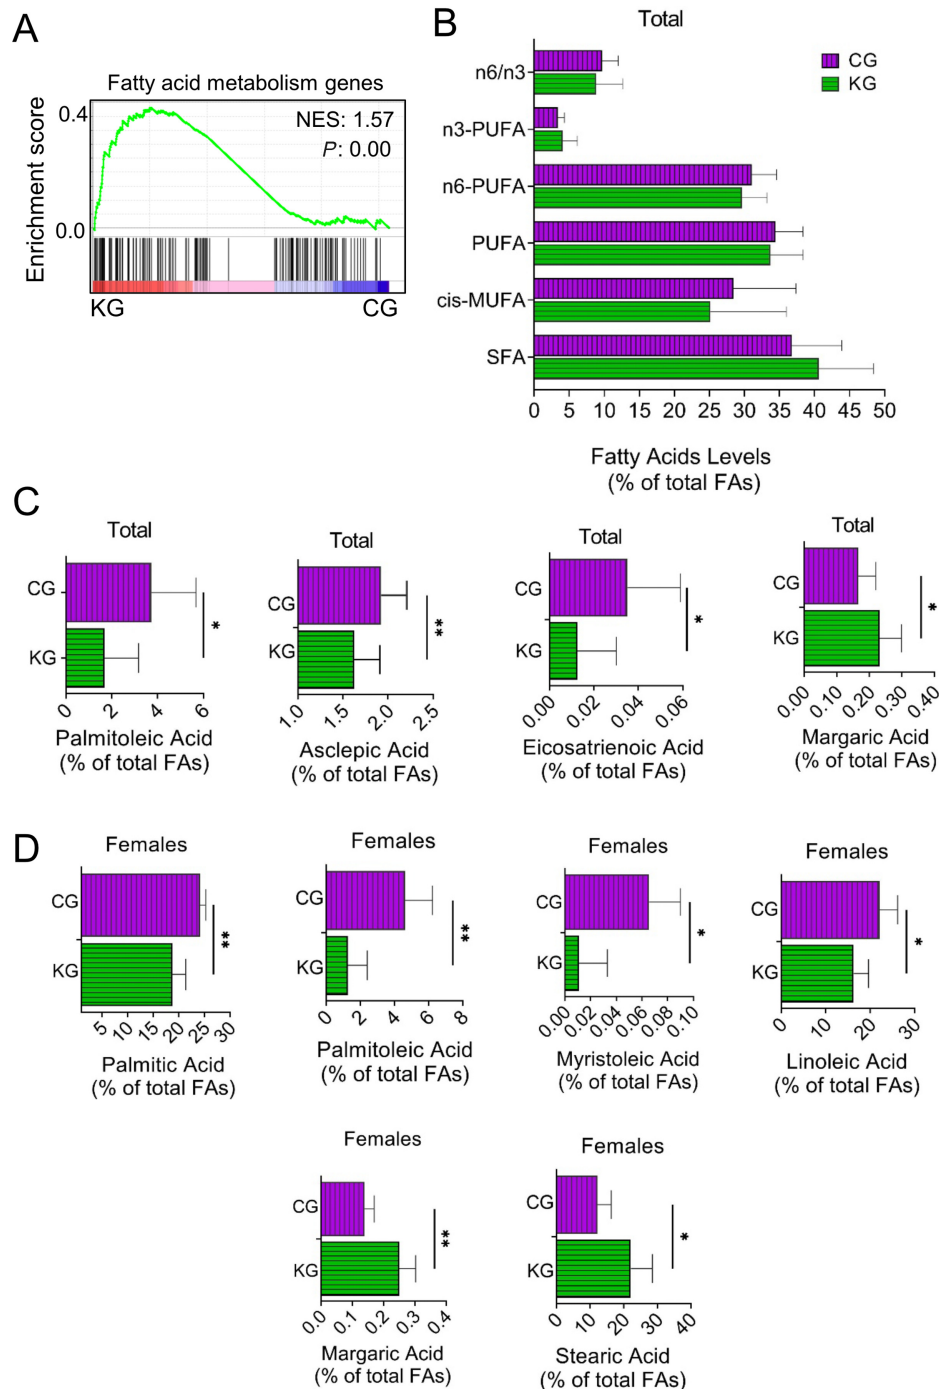 A
Fatty acid metabolism genes
Enrichment score
0.4
0.0
NES: 1.57
P: 0.00
KG
CG
B
Total
CG
KG
n6/n3
n3-PUFA
n6-PUFA
PUFA
cis-MUFA
SFA
0 5 10 15 20 25 30 35 40 45 50
Fatty Acids Levels
(% of total FAs)
C
Total
CG
KG
*
0 2 4 6
Palmitoleic Acid
(% of total FAs)
Total
CG
KG
**
1.0 1.5 2.0 2.5
Asclepic Acid
(% of total FAs)
Total
CG
KG
*
0.00 0.02 0.04 0.06
Eicosatrienoic Acid
(% of total FAs)
Total
CG
KG
*
0.00 0.10 0.20 0.30 0.40
Margaric Acid
(% of total FAs)
D
Females
CG
KG
**
5 10 15 20 25 30
Palmitic Acid
(% of total FAs)
Females
CG
KG
**
0 2 4 6 8
Palmitoleic Acid
(% of total FAs)
Females
CG
KG
*
0.00 0.02 0.04 0.06 0.08 0.10
Myristoleic Acid
(% of total FAs)
Females
CG
KG
*
0 10 20 30
Linoleic Acid
(% of total FAs)
Females
CG
KG
**
0.0 0.1 0.2 0.3 0.4
Margaric Acid
(% of total FAs)
Females
CG
KG
*
0 10 20 30 40
Stearic Acid
(% of total FAs)